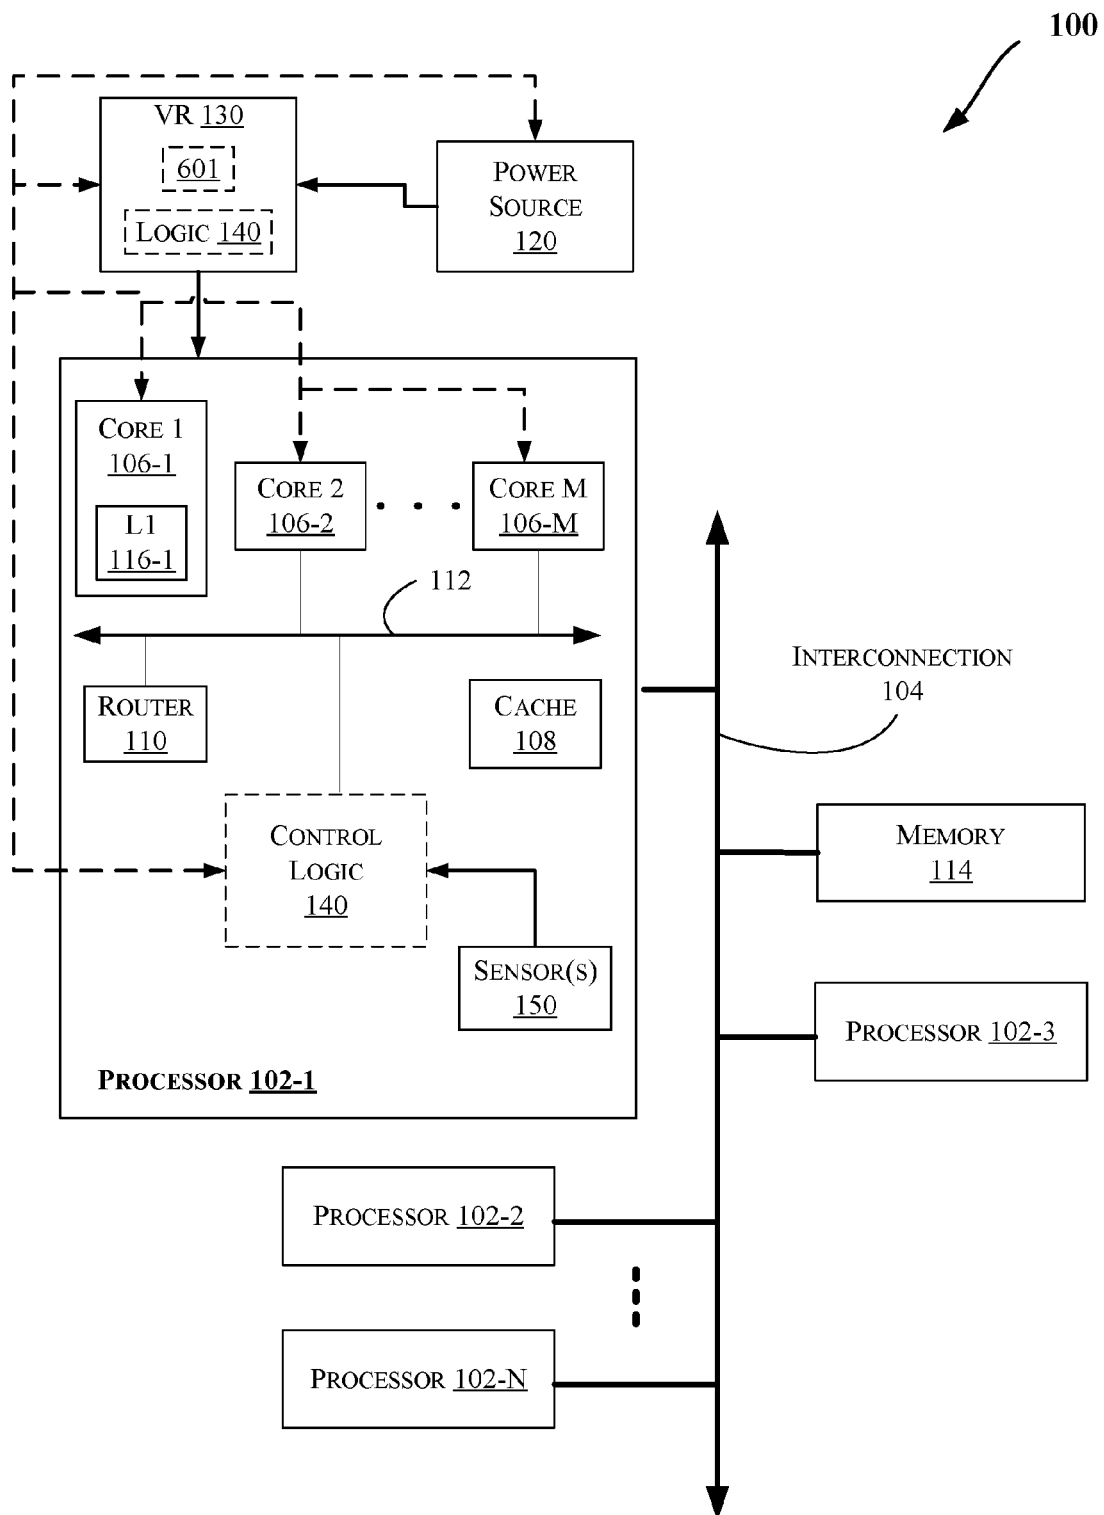 100
VR 130
601
LOGIC 140
POWER
SOURCE
120
CORE 1
106-1
L1
116-1
CORE 2
106-2
CORE M
106-M
112
INTERCONNECTION
104
ROUTER
110
CACHE
108
CONTROL
LOGIC
140
MEMORY
114
SENSOR(S)
150
PROCESSOR 102-3
PROCESSOR 102-1
PROCESSOR 102-2
PROCESSOR 102-N